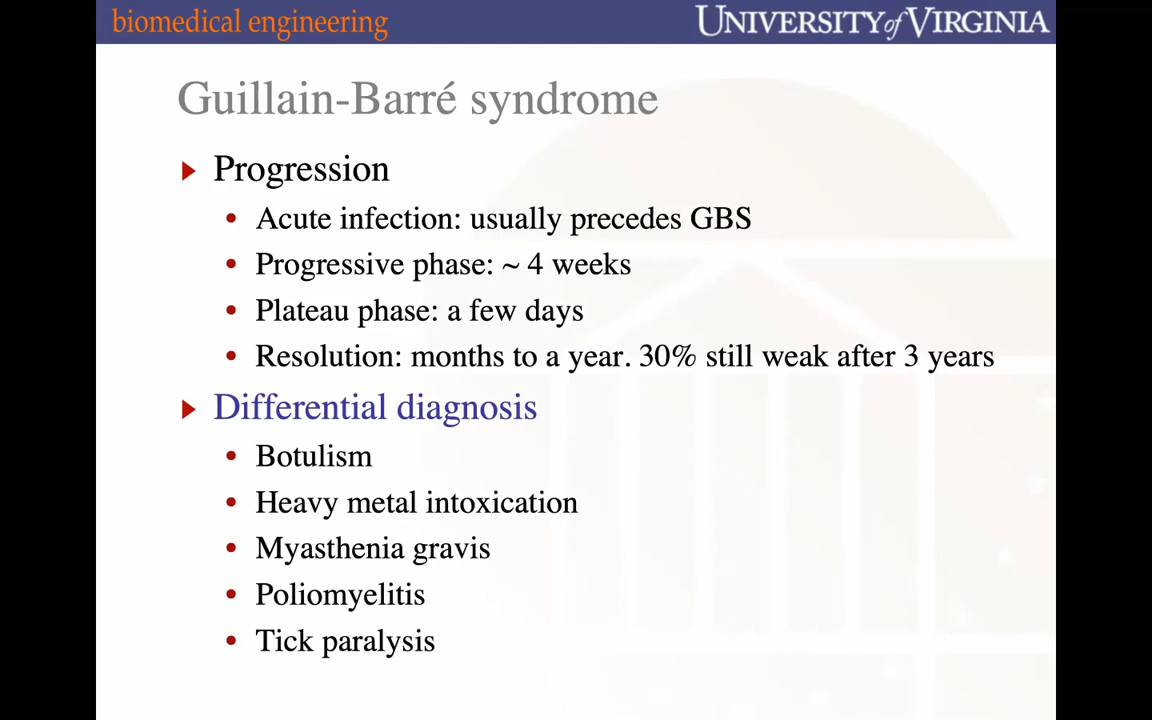 biomedical engineering
UNIVERSITY of VIRGINIA
Guillain-Barré syndrome
Progression
• Acute infection: usually precedes GBS
• Progressive phase: ~ 4 weeks
• Plateau phase: a few days
• Resolution: months to a year. 30% still weak after 3 years
Differential diagnosis
• Botulism
• Heavy metal intoxication
• Myasthenia gravis
• Poliomyelitis
• Tick paralysis